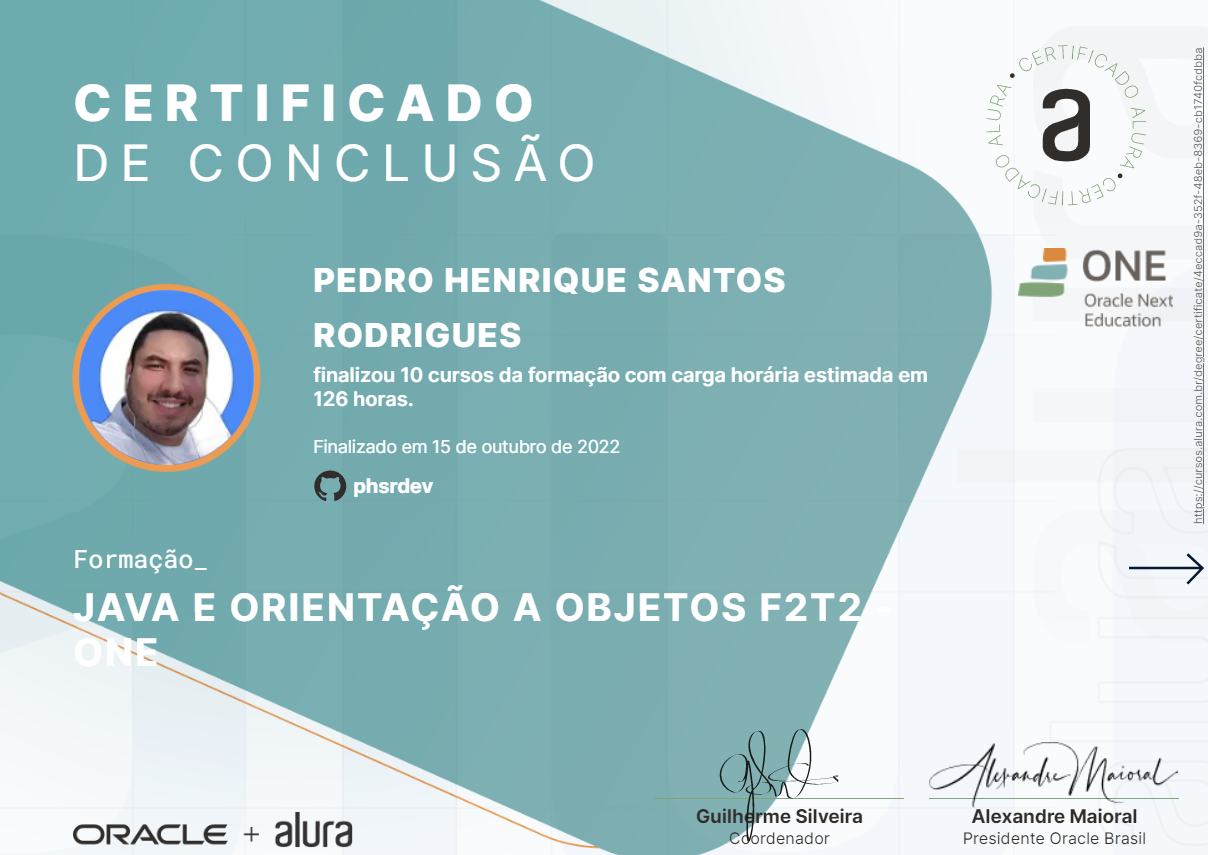 CERTIFICADO
DE CONCLUSÃO
CERTIFICADO ALURA • CERTIFICADO ALURA •
a
ONE
Oracle Next
Education
PEDRO HENRIQUE SANTOS
RODRIGUES
finalizou 10 cursos da formação com carga horária estimada em
126 horas.
Finalizado em 15 de outubro de 2022
phsrdev
https://cursos.alura.com.br/degree/certificate/4eccad9a-352f-48eb-8369-cb1740fcdbba
Formação_
JAVA E ORIENTAÇÃO A OBJETOS F2T2 -
ONE
Alexandre Maioral
Guilherme Silveira
Coordenador
Alexandre Maioral
Presidente Oracle Brasil
ORACLE + alura
alura